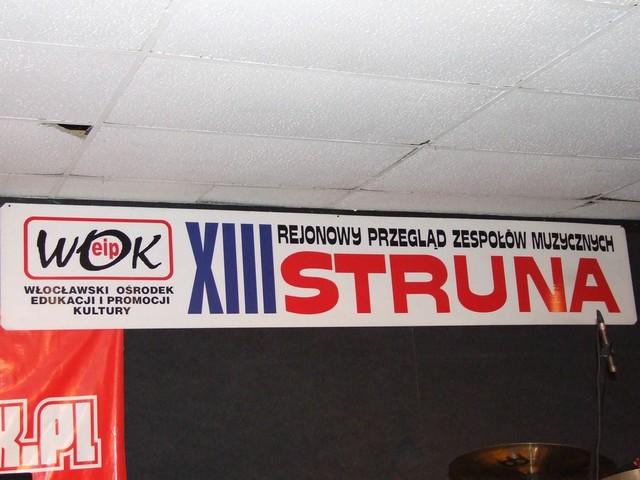 WOK
eip
WŁOCŁAWSKI OŚRODEK
EDUKACJI I PROMOCJI
KULTURY
XIII
REJONOWY PRZEGLĄD ZESPOŁÓW MUZYCZNYCH
STRUNA
K.PL